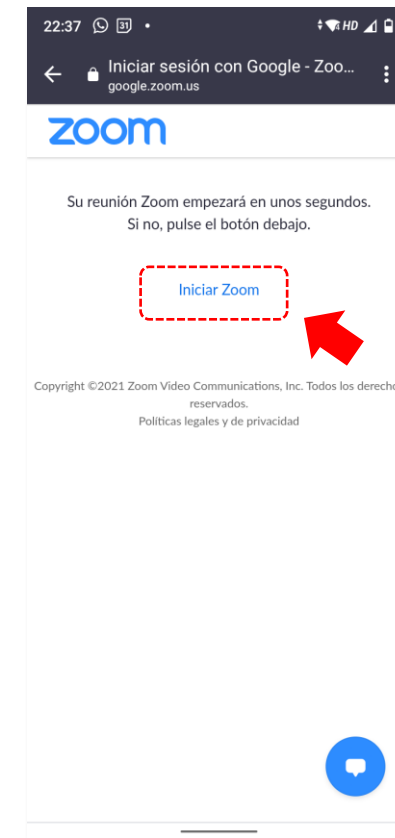 22:37 31 HD
Iniciar sesión con Google - Zoo...
google.zoom.us
zoom
Su reunión Zoom empezará en unos segundos.
Si no, pulse el botón debajo.
Iniciar Zoom
Copyright ©2021 Zoom Video Communications, Inc. Todos los derecho
reservados.
Políticas legales y de privacidad